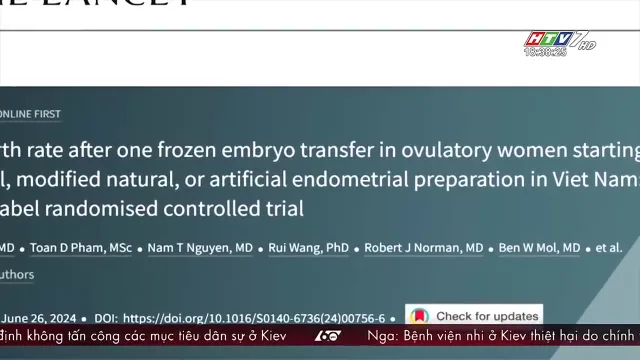 HTV7 HD
18:38:25
ONLINE FIRST
rth rate after one frozen embryo transfer in ovulatory women starting
l, modified natural, or artificial endometrial preparation in Viet Nam:
label randomised controlled trial
MD • Toan D Pham, MSc • Nam T Nguyen, MD • Rui Wang, PhD • Robert J Norman, MD • Ben W Mol, MD • et al.
uthors
June 26, 2024 • DOI: https://doi.org/10.1016/S0140-6736(24)00756-6 • Check for updates
định không tấn công các mục tiêu dân sự ở Kiev 60 Nga: Bệnh viện nhi ở Kiev thiệt hại do chính